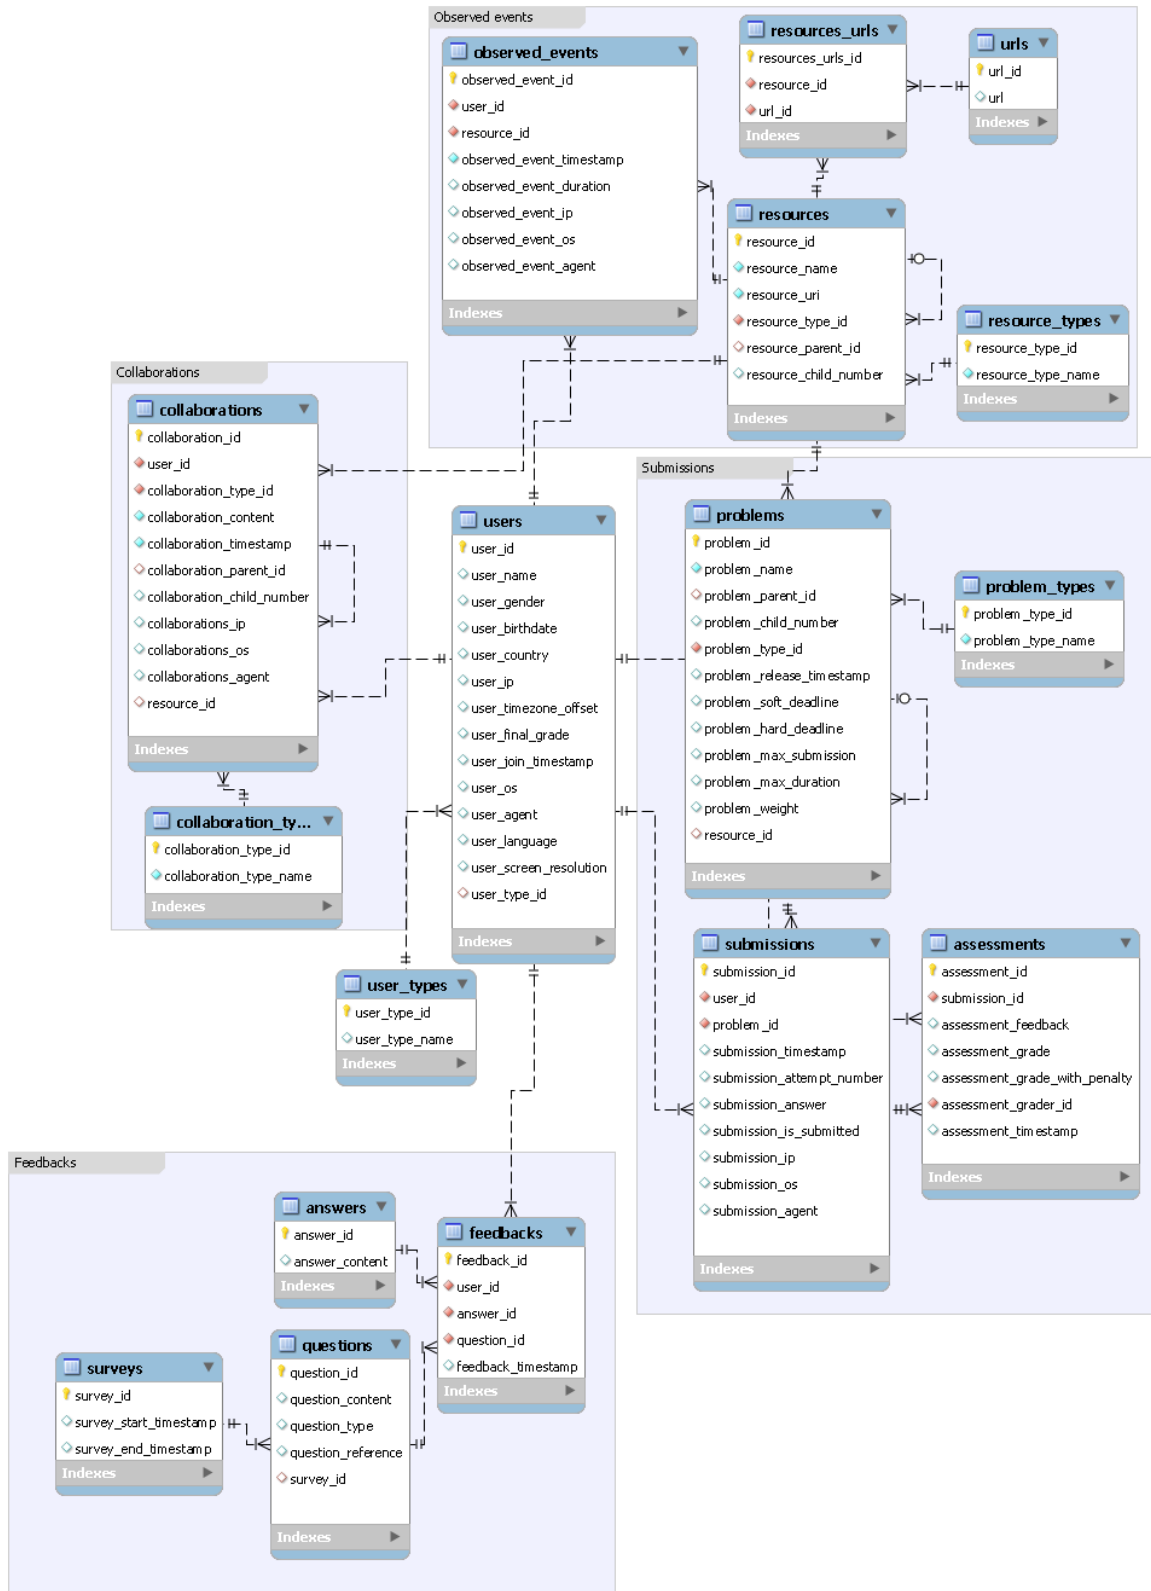 Observed events
observed_events
observed_event_id
user_id
resource_id
observed_event_timestamp
observed_event_duration
observed_event_ip
observed_event_os
observed_event_agent
Indexes
resources_urls
resources_urls_id
resource_id
url_id
Indexes
urls
url_id
url
Indexes
resources
resource_id
resource_name
resource_uri
resource_type_id
resource_parent_id
resource_child_number
Indexes
resource_types
resource_type_id
resource_type_name
Indexes
Collaborations
collaborations
collaboration_id
user_id
collaboration_type_id
collaboration_content
collaboration_timestamp
collaboration_parent_id
collaboration_child_number
collaborations_ip
collaborations_os
collaborations_agent
resource_id
Indexes
collaboration_ty...
collaboration_type_id
collaboration_type_name
Indexes
users
user_id
user_name
user_gender
user_birthdate
user_country
user_ip
user_timezone_offset
user_final_grade
user_join_timestamp
user_os
user_agent
user_language
user_screen_resolution
user_type_id
Indexes
user_types
user_type_id
user_type_name
Indexes
Submissions
problems
problem_id
problem_name
problem_parent_id
problem_child_number
problem_type_id
problem_release_timestamp
problem_soft_deadline
problem_hard_deadline
problem_max_submission
problem_max_duration
problem_weight
resource_id
Indexes
problem_types
problem_type_id
problem_type_name
Indexes
submissions
submission_id
user_id
problem_id
submission_timestamp
submission_attempt_number
submission_answer
submission_is_submitted
submission_ip
submission_os
submission_agent
Indexes
assessments
assessment_id
submission_id
assessment_feedback
assessment_grade
assessment_grade_with_penalty
assessment_grader_id
assessment_timestamp
Indexes
Feedbacks
answers
answer_id
answer_content
Indexes
feedbacks
feedback_id
user_id
answer_id
question_id
feedback_timestamp
Indexes
surveys
survey_id
survey_start_timestamp
survey_end_timestamp
Indexes
questions
question_id
question_content
question_type
question_reference
survey_id
Indexes